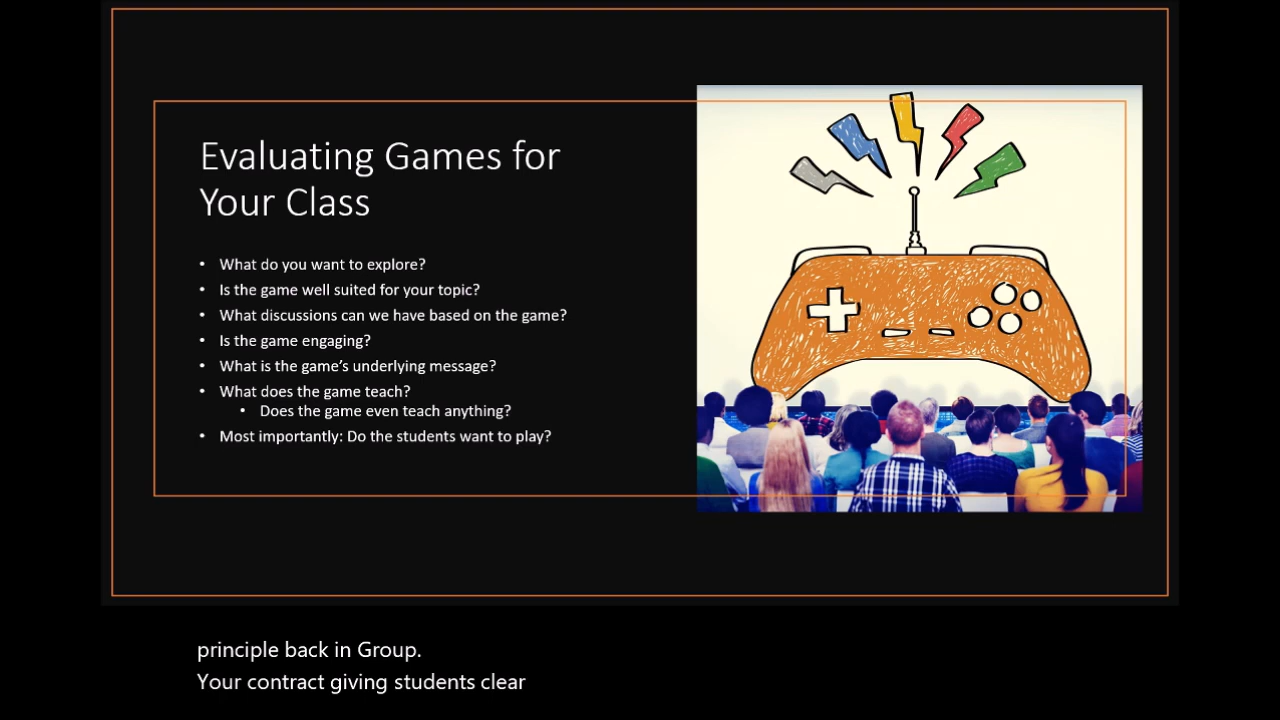 Evaluating Games for
Your Class
• What do you want to explore?
• Is the game well suited for your topic?
• What discussions can we have based on the game?
• Is the game engaging?
• What is the game's underlying message?
• What does the game teach?
• Does the game even teach anything?
• Most importantly: Do the students want to play?
principle back in Group.
Your contract giving students clear